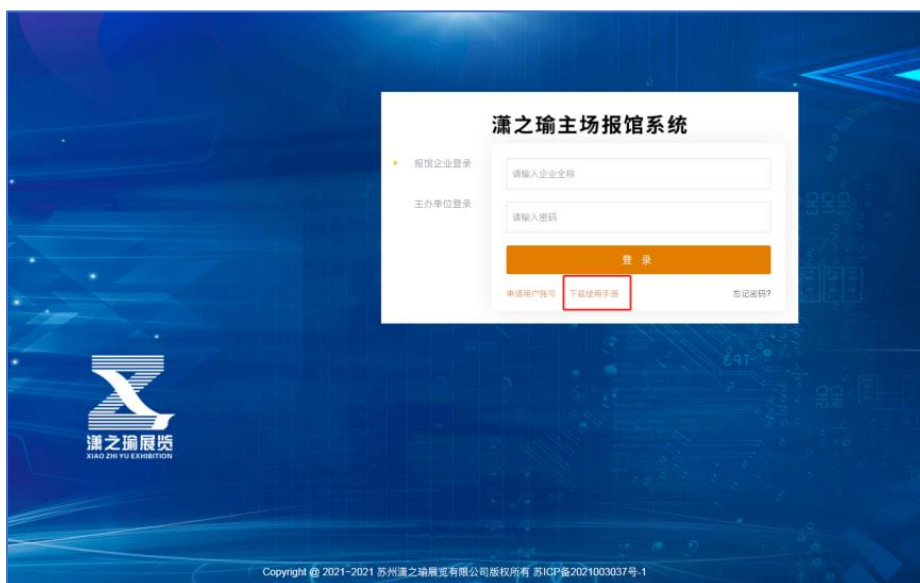 潇之瑜主场报馆系统
报馆企业登录
请输入企业全称
主办单位登录
请输入密码
登 录
申请用户账号 下载使用手册 忘记密码?
潇之瑜展览
XIAO ZHI YU EXHIBITION
Copyright @ 2021-2021 苏州潇之瑜展览有限公司版权所有 苏ICP备2021003037号-1